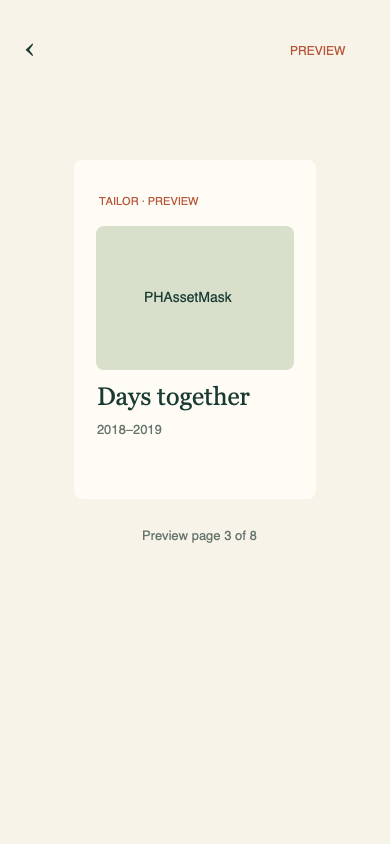 PREVIEW
TAILOR · PREVIEW
PHAssetMask
Days together
2018–2019
Preview page 3 of 8